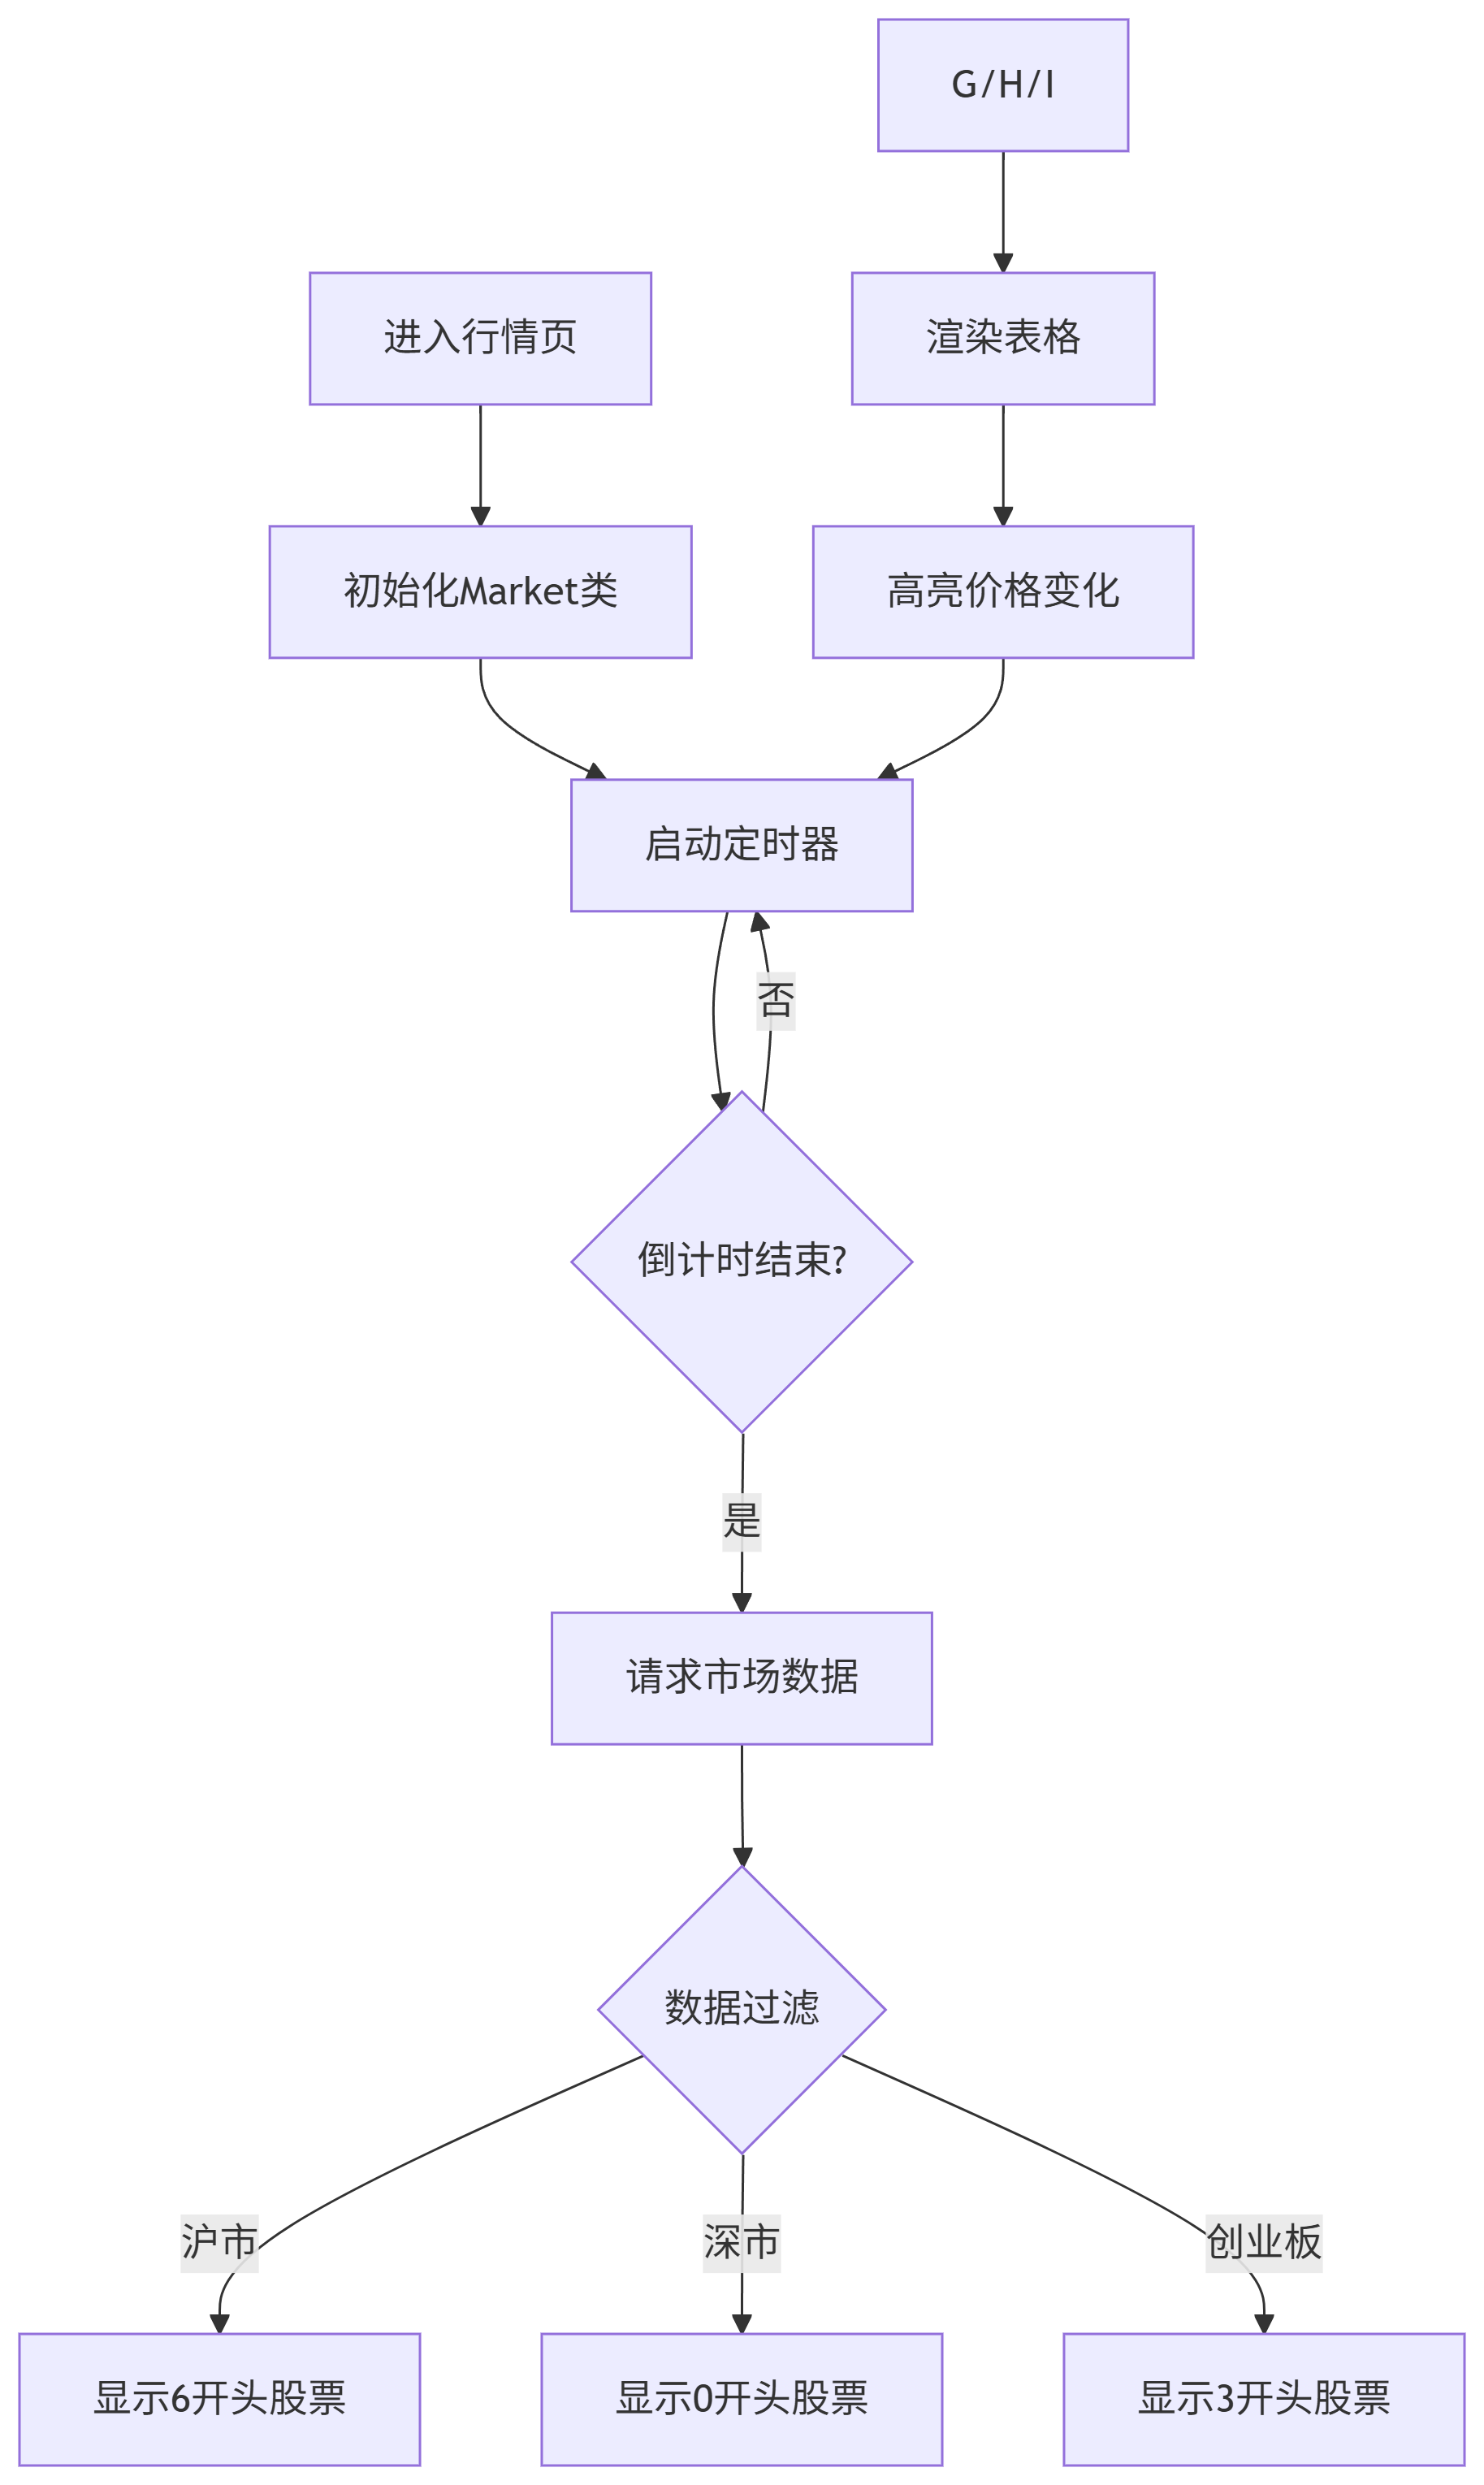 G/H/I
进入行情页
渲染表格
初始化Market类
高亮价格变化
启动定时器
否
倒计时结束?
是
请求市场数据
数据过滤
沪市
深市
创业板
显示6开头股票
显示0开头股票
显示3开头股票